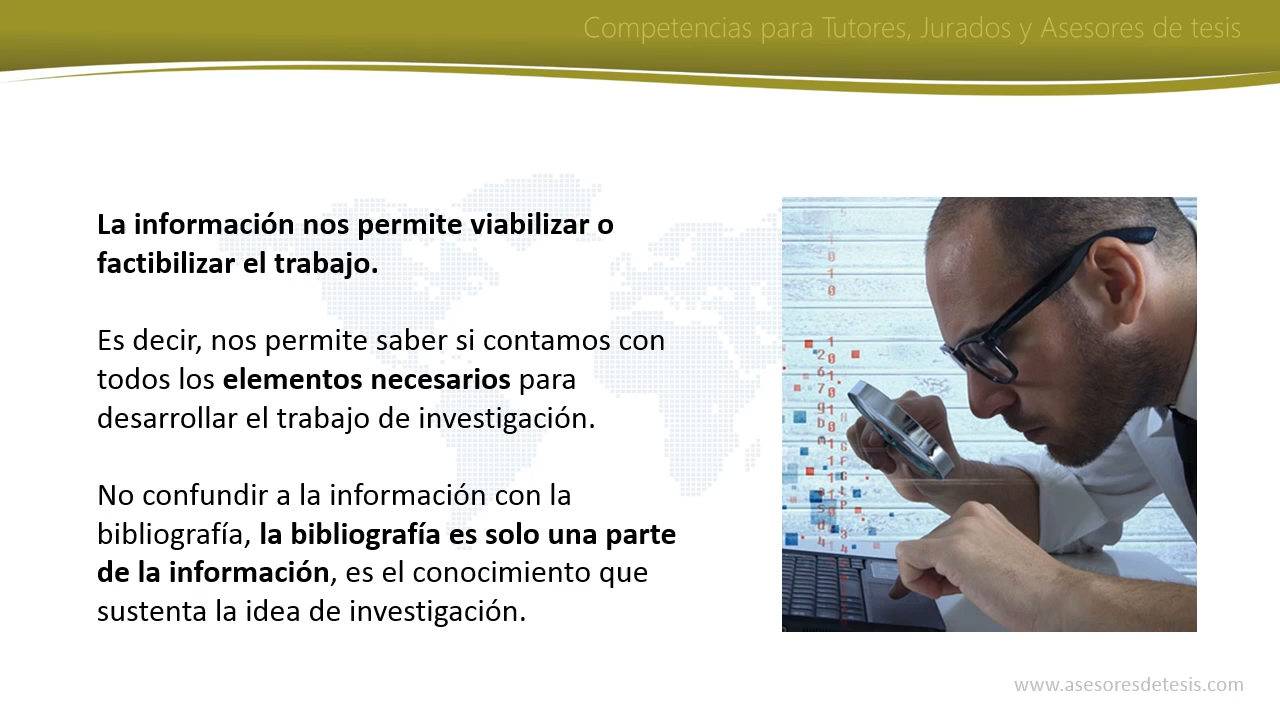 Competencias para Tutores, Jurados y Asesores de tesis
La información nos permite viabilizar o
factibilizar el trabajo.
Es decir, nos permite saber si contamos con
todos los elementos necesarios para
desarrollar el trabajo de investigación.
No confundir a la información con la
bibliografía, la bibliografía es solo una parte
de la información, es el conocimiento que
sustenta la idea de investigación.
www.asesoresdetesis.com